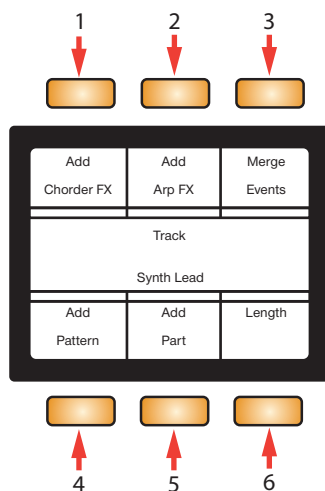 1 2 3
Add Add Merge
Chorder FX Arp FX Events
Track
Synth Lead
Add Add Length
Pattern Part
4 5 6